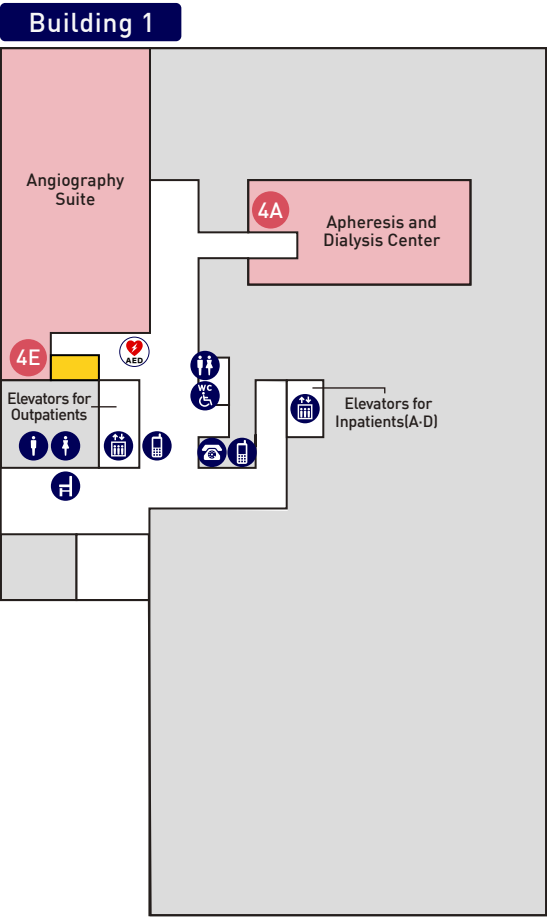 Building 1
Angiography
Suite
4A
Apheresis and
Dialysis Center
4E
AED
WC
Elevators for
Outpatients
Elevators for
Inpatients(A·D)